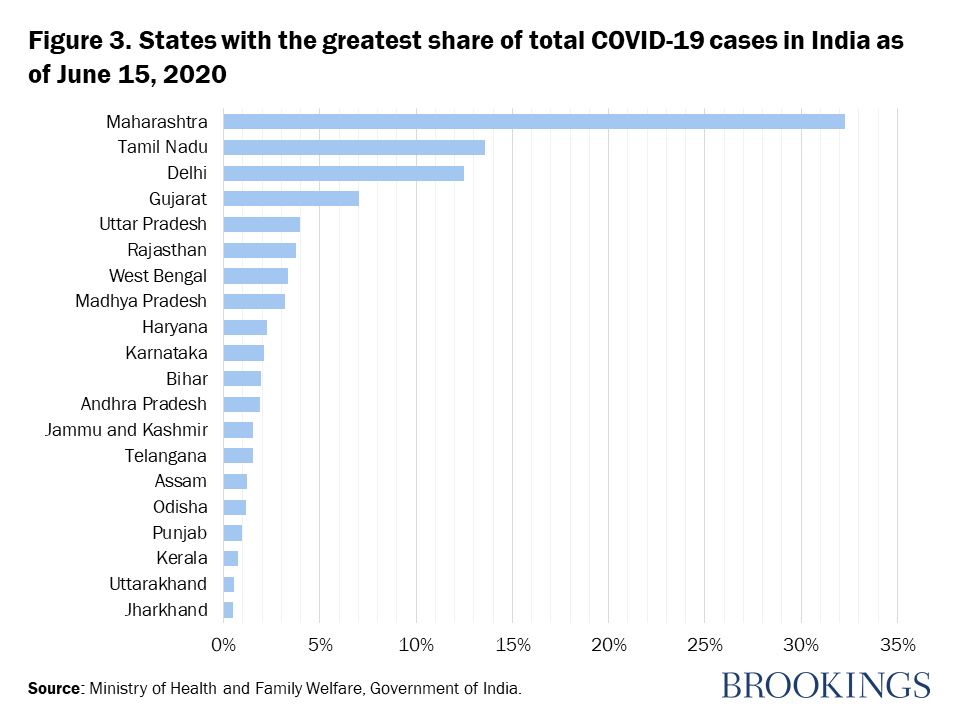 Figure 3. States with the greatest share of total COVID-19 cases in India as
of June 15, 2020
Maharashtra
Tamil Nadu
Delhi
Gujarat
Uttar Pradesh
Rajasthan
West Bengal
Madhya Pradesh
Haryana
Karnataka
Bihar
Andhra Pradesh
Jammu and Kashmir
Telangana
Assam
Odisha
Punjab
Kerala
Uttarakhand
Jharkhand
0% 5% 10% 15% 20% 25% 30% 35%
Source: Ministry of Health and Family Welfare, Government of India.
BROOKINGS